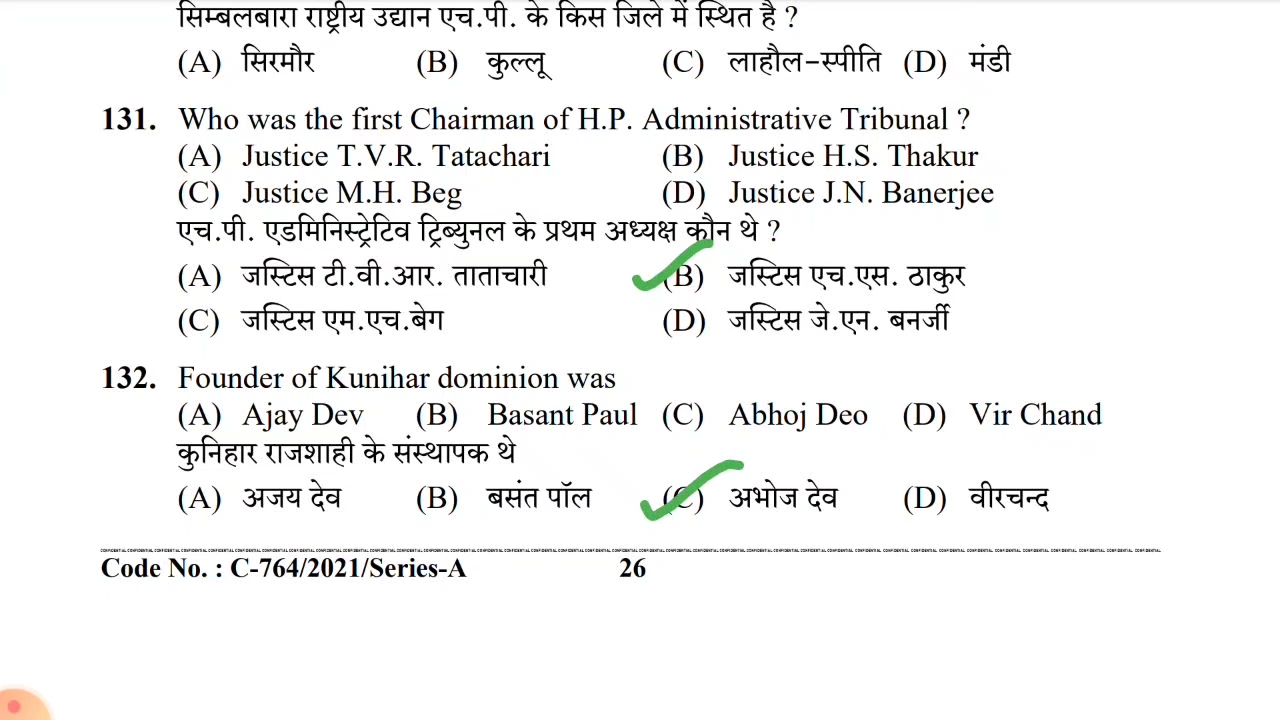 सिम्बलबारा राष्ट्रीय उद्यान एच.पी. के किस जिले में स्थित है ?
(A) सिरमौर (B) कुल्लू (C) लाहौल-स्पीति (D) मंडी
131. Who was the first Chairman of H.P. Administrative Tribunal ?
(A) Justice T.V.R. Tatachari (B) Justice H.S. Thakur
(C) Justice M.H. Beg (D) Justice J.N. Banerjee
एच.पी. एडमिनिस्ट्रेटिव ट्रिब्युनल के प्रथम अध्यक्ष कौन थे ?
(A) जस्टिस टी.वी.आर. ताताचारी (B) जस्टिस एच.एस. ठाकुर
(C) जस्टिस एम.एच.बेग (D) जस्टिस जे.एन. बनर्जी
132. Founder of Kunihar dominion was
(A) Ajay Dev (B) Basant Paul (C) Abhoj Deo (D) Vir Chand
कुनिहार राजशाही के संस्थापक थे
(A) अजय देव (B) बसंत पॉल (C) अभोज देव (D) वीरचन्द
Code No. : C-764/2021/Series-A 26